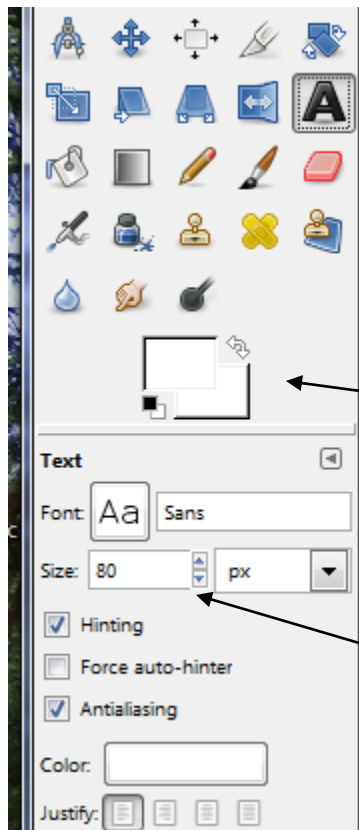 Text
Font: Aa Sans
Size: 80 px
Hinting
Force auto-hinter
Antialiasing
Color:
Justify: